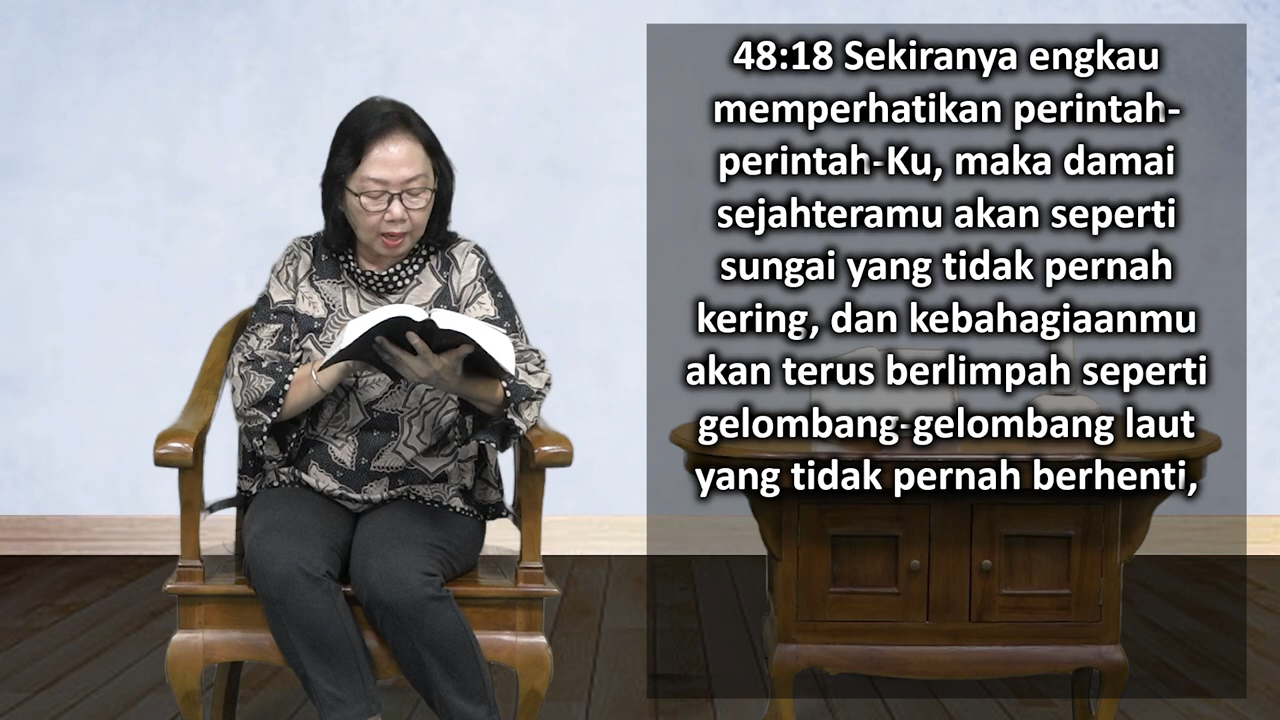 48:18 Sekiranya engkau
memperhatikan perintah-
perintah-Ku, maka damai
sejahteramu akan seperti
sungai yang tidak pernah
kering, dan kebahagiaanmu
akan terus berlimpah seperti
gelombang-gelombang laut
yang tidak pernah berhenti,